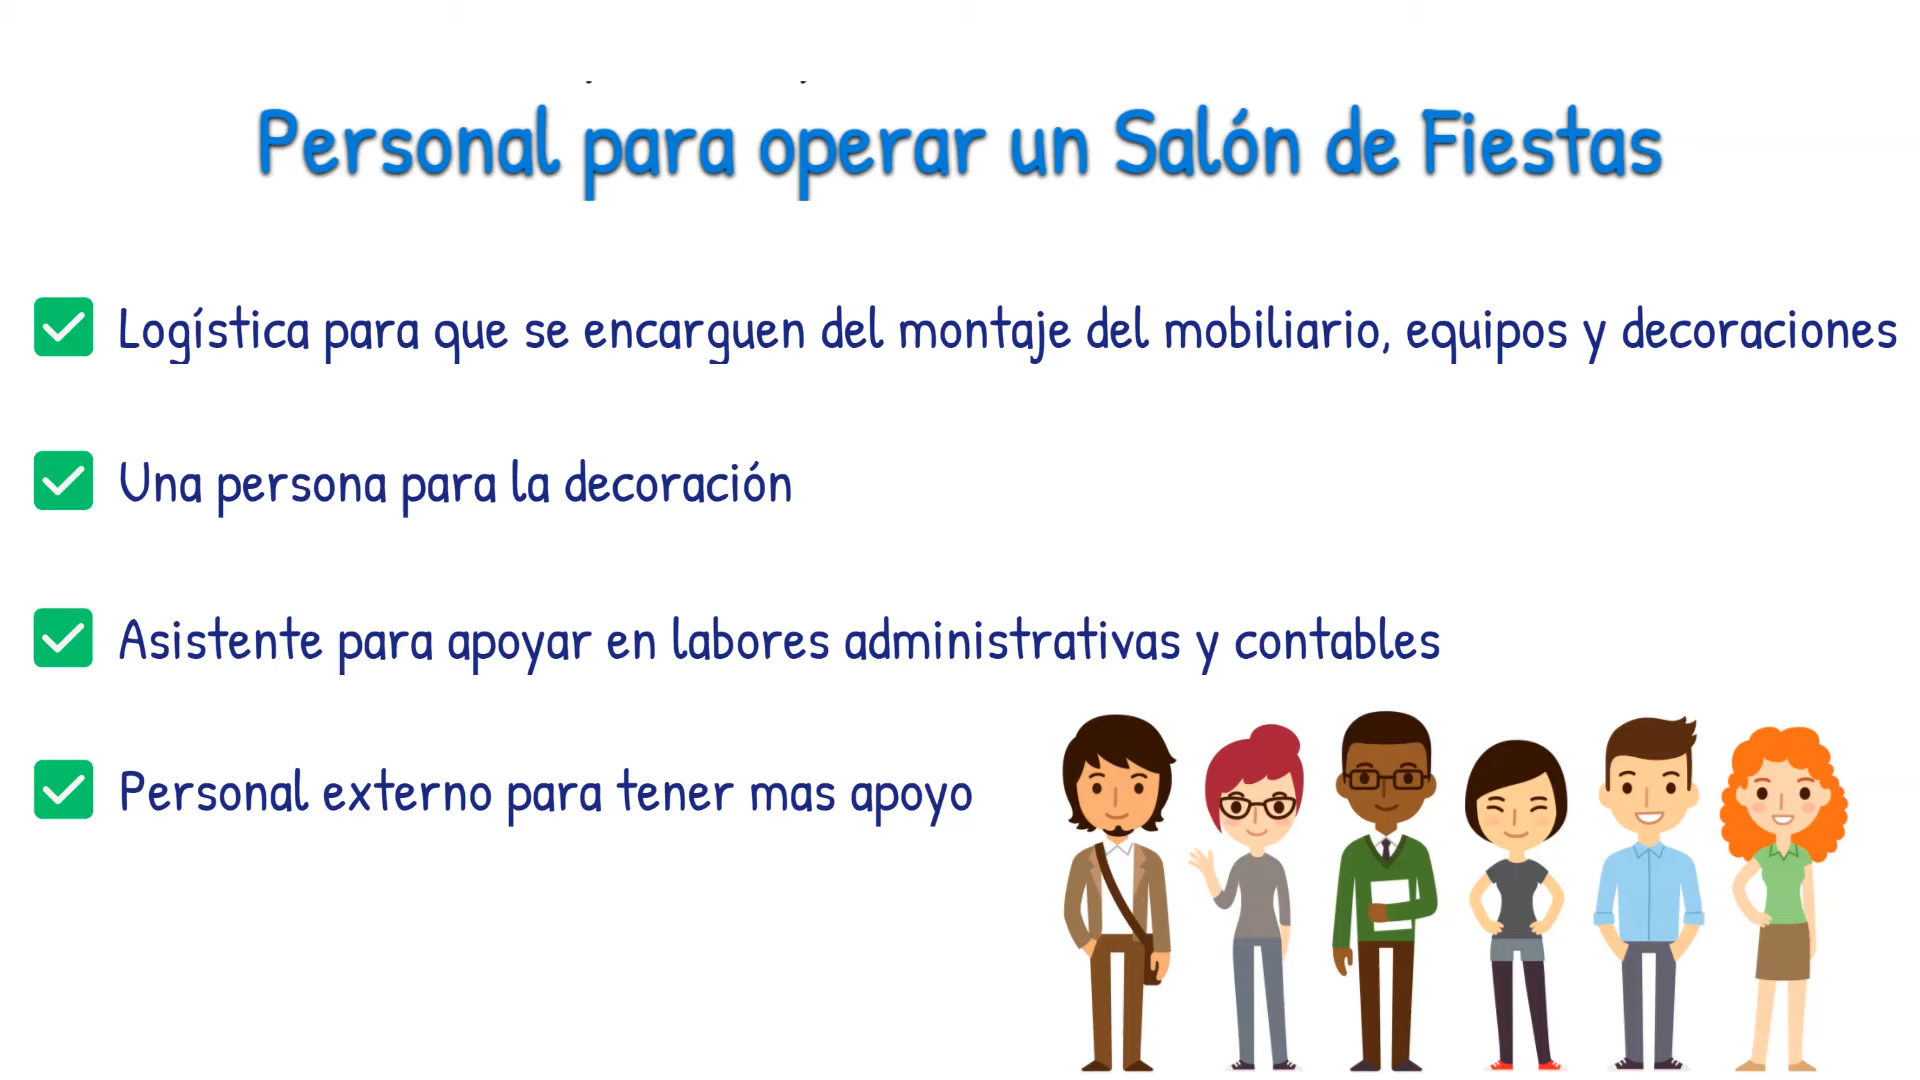 Personal para operar un Salón de Fiestas
Logística para que se encarguen del montaje del mobiliario, equipos y decoraciones
Una persona para la decoración
Asistente para apoyar en labores administrativas y contables
Personal externo para tener mas apoyo